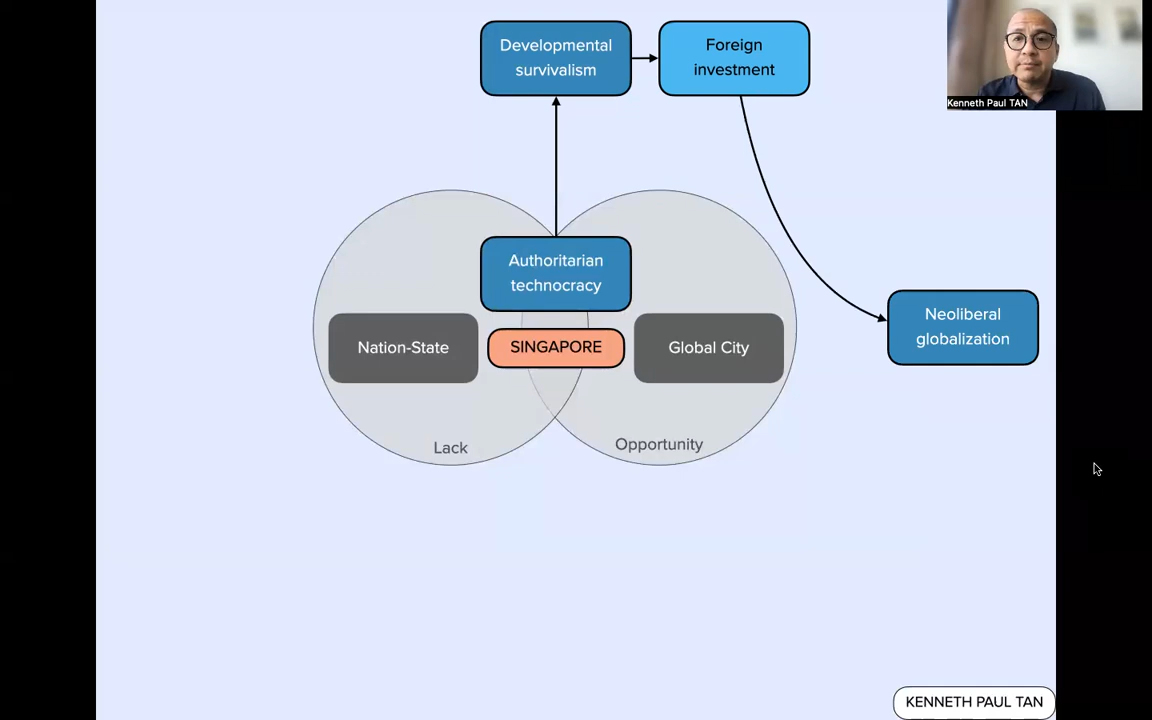 Developmental
survivalism
Foreign
investment
Kenneth Paul TAN
Authoritarian
technocracy
Neoliberal
globalization
Nation-State
SINGAPORE
Global City
Lack
Opportunity
KENNETH PAUL TAN